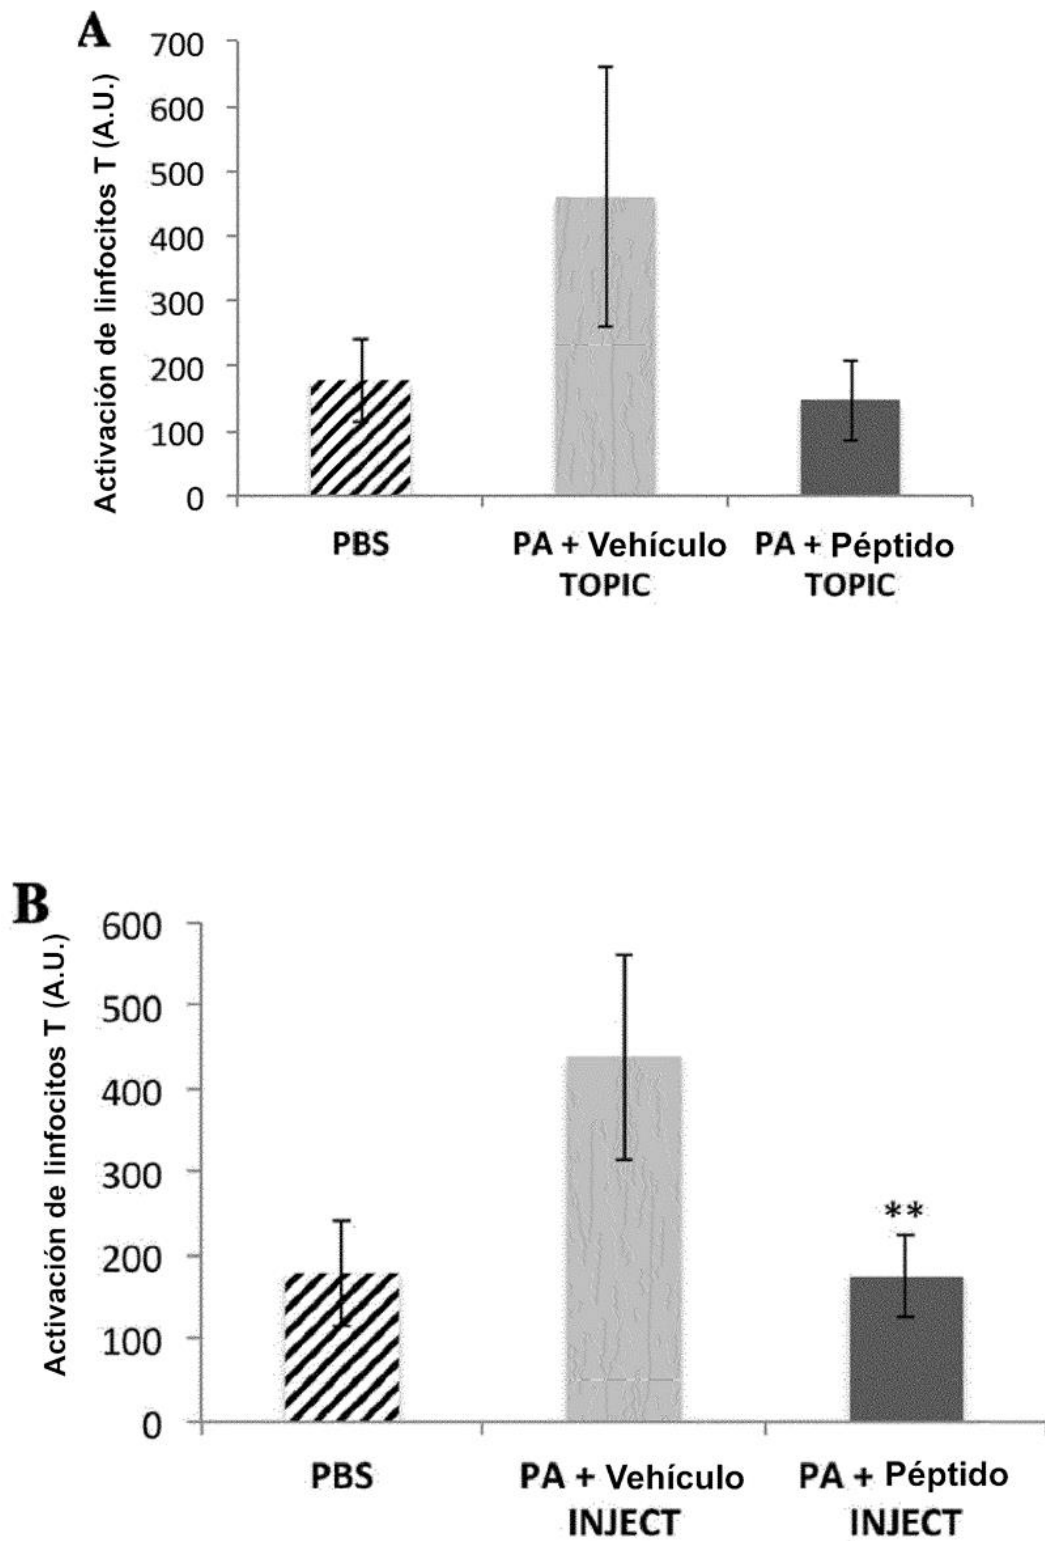 A
Activación de linfocitos T (A.U.)
700
600
500
400
300
200
100
0
PBS
PA + Vehículo
TOPIC
PA + Péptido
TOPIC
B
Activación de linfocitos T (A.U.)
600
500
400
300
200
100
0
**
PBS
PA + Vehículo
INJECT
PA + Péptido
INJECT